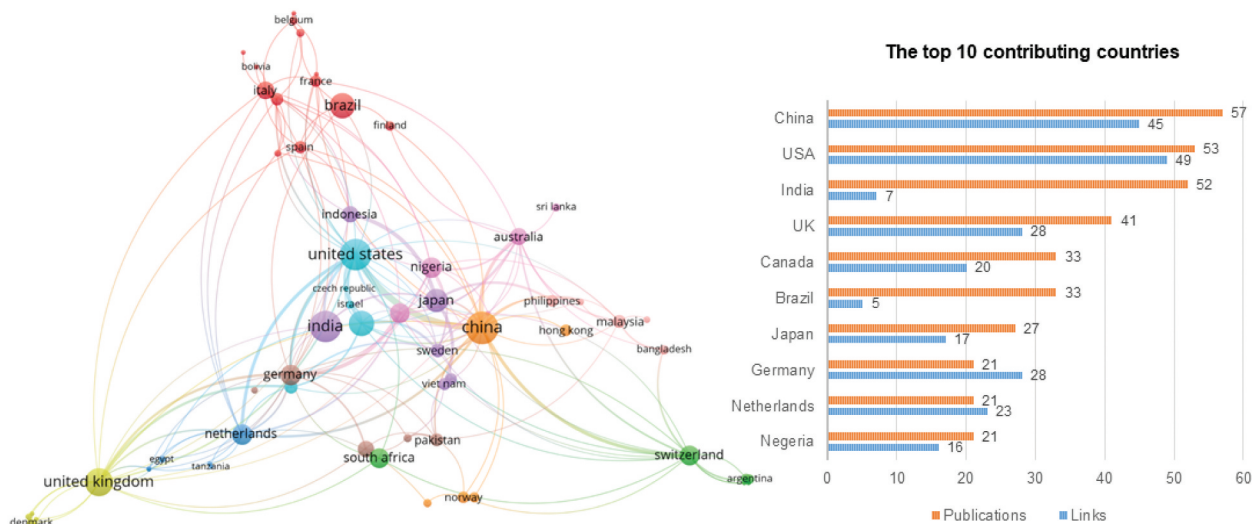 belgium
bolivia
france
italy
brazil
finland
spain
indonesia
sri lanka
australia
united states
nigeria
czech republic
israel
japan
philippines
india
china
hong kong
malaysia
sweden
bangladesh
germany
viet nam
netherlands
pakistan
egypt
tanzania
south africa
switzerland
united kingdom
argentina
norway
denmark
The top 10 contributing countries
China
57
45
USA
53
49
India
52
7
UK
41
28
Canada
33
20
Brazil
33
5
Japan
27
17
Germany
21
28
Netherlands
21
23
Negeria
21
16
0 10 20 30 40 50 60
Publications Links